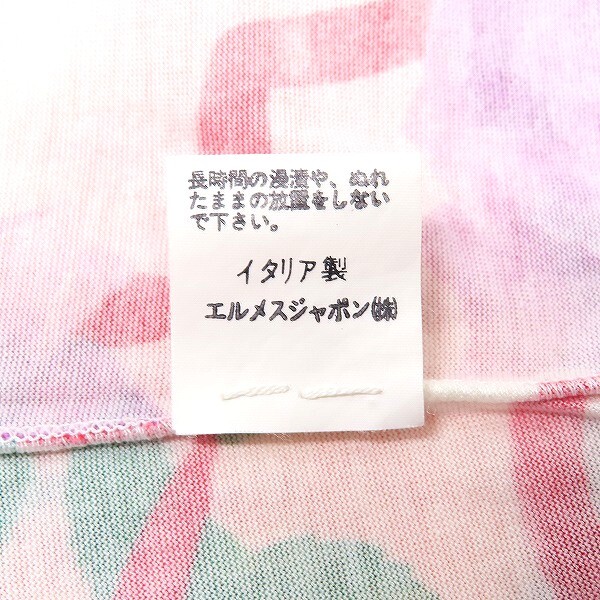 長時間の浸漬や、ぬれ
たままの放置をしない
で下さい。
イタリア製
エルメスジャポン㈱